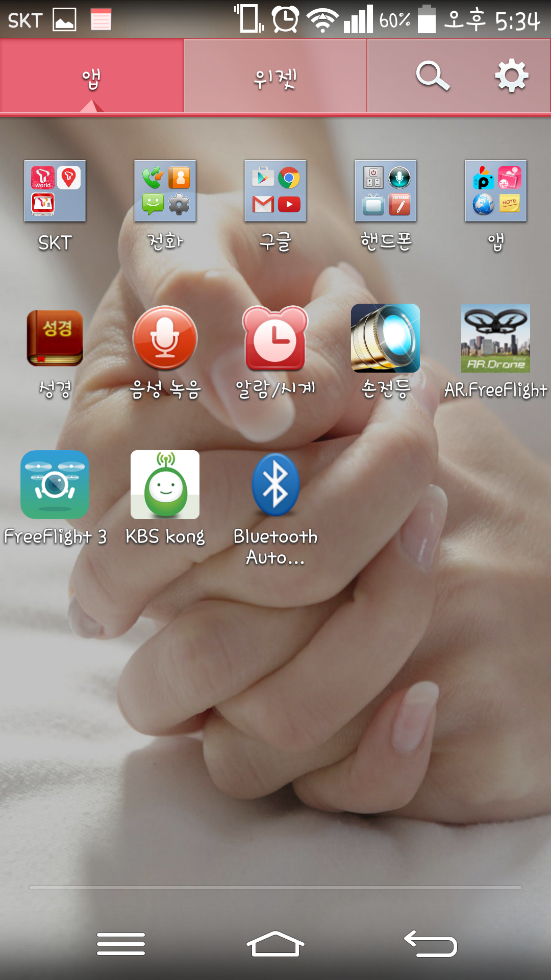 SKT 60% 오후 5:34
앱 위젯
SKT 전화 구글 핸드폰 앱
성경
성경 음성 녹음 알람/시계 손전등 AR.FreeFlight
AR.Drone
FreeFlight 3 KBS kong Bluetooth
Auto...